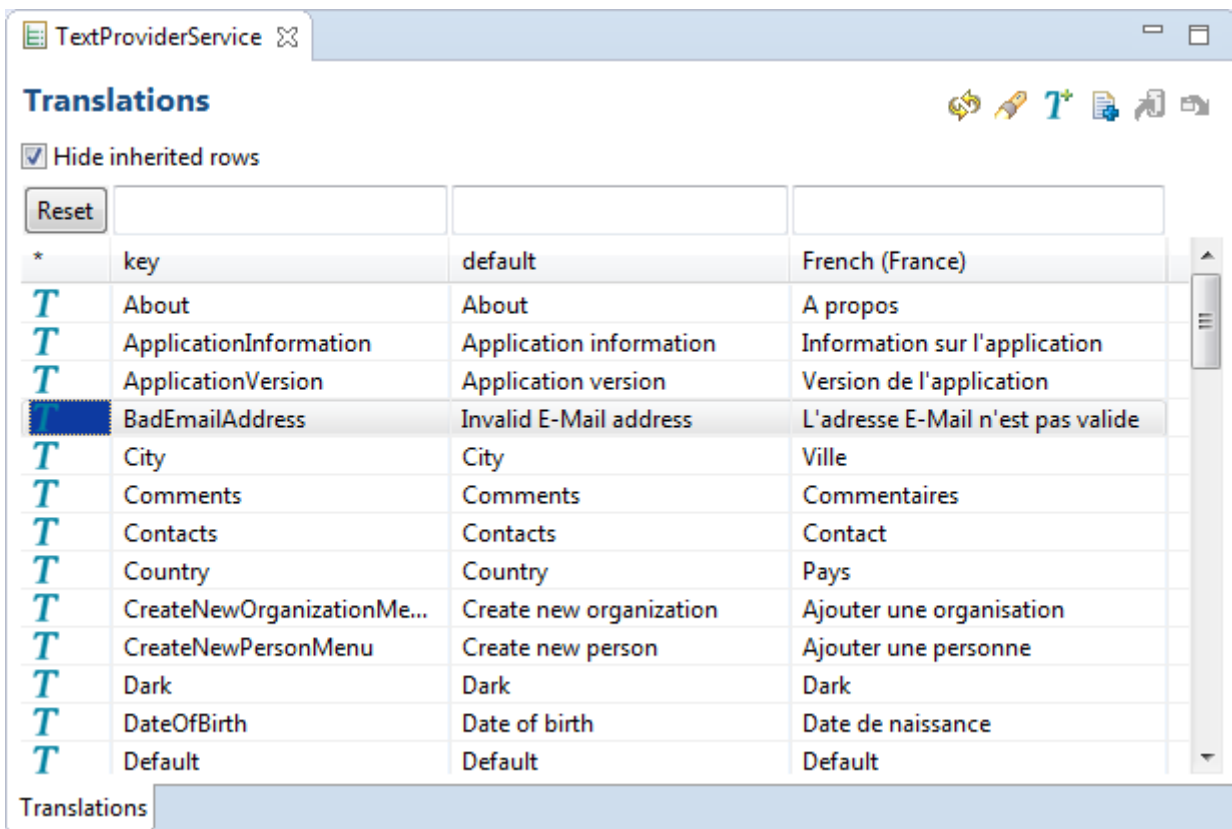 TextProviderService
Translations
Hide inherited rows
Reset
* key default French (France)
T About About A propos
T ApplicationInformation Application information Information sur l'application
T ApplicationVersion Application version Version de l'application
T BadEmailAddress Invalid E-Mail address L'adresse E-Mail n'est pas valide
T City City Ville
T Comments Comments Commentaires
T Contacts Contacts Contact
T Country Country Pays
T CreateNewOrganizationMe... Create new organization Ajouter une organisation
T CreateNewPersonMenu Create new person Ajouter une personne
T Dark Dark Dark
T DateOfBirth Date of birth Date de naissance
T Default Default Default
Translations